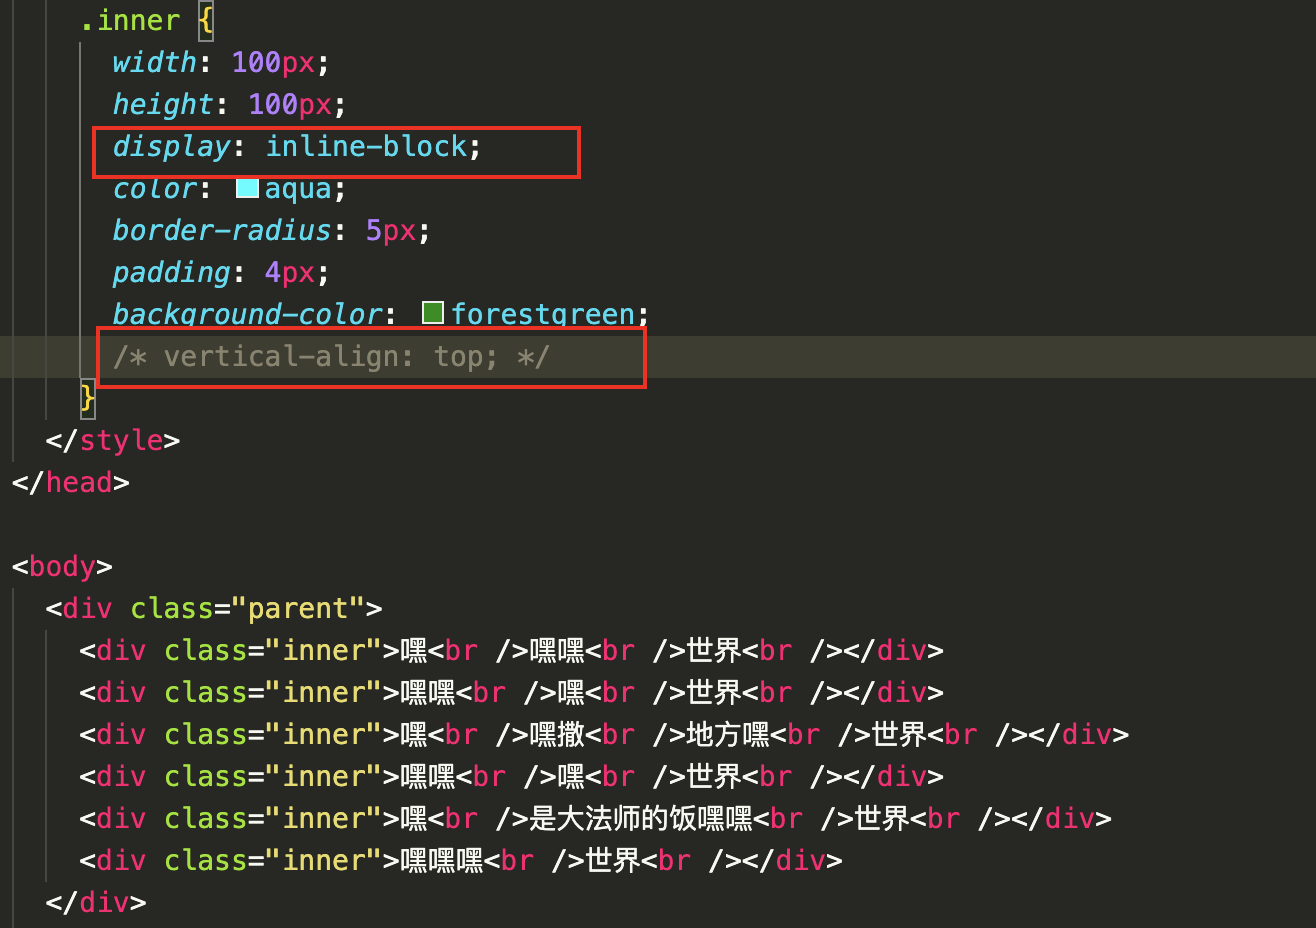 .inner {
width: 100px;
height: 100px;
display: inline-block;
color: aqua;
border-radius: 5px;
padding: 4px;
background-color: forestgreen;
/* vertical-align: top; */
}
</style>
</head>
<body>
<div class="parent">
<div class="inner">嘿<br />嘿嘿<br />世界<br /></div>
<div class="inner">嘿嘿<br />嘿<br />世界<br /></div>
<div class="inner">嘿<br />嘿撒<br />地方嘿<br />世界<br /></div>
<div class="inner">嘿嘿<br />嘿<br />世界<br /></div>
<div class="inner">嘿<br />是大法师的饭嘿嘿<br />世界<br /></div>
<div class="inner">嘿嘿嘿<br />世界<br /></div>
</div>